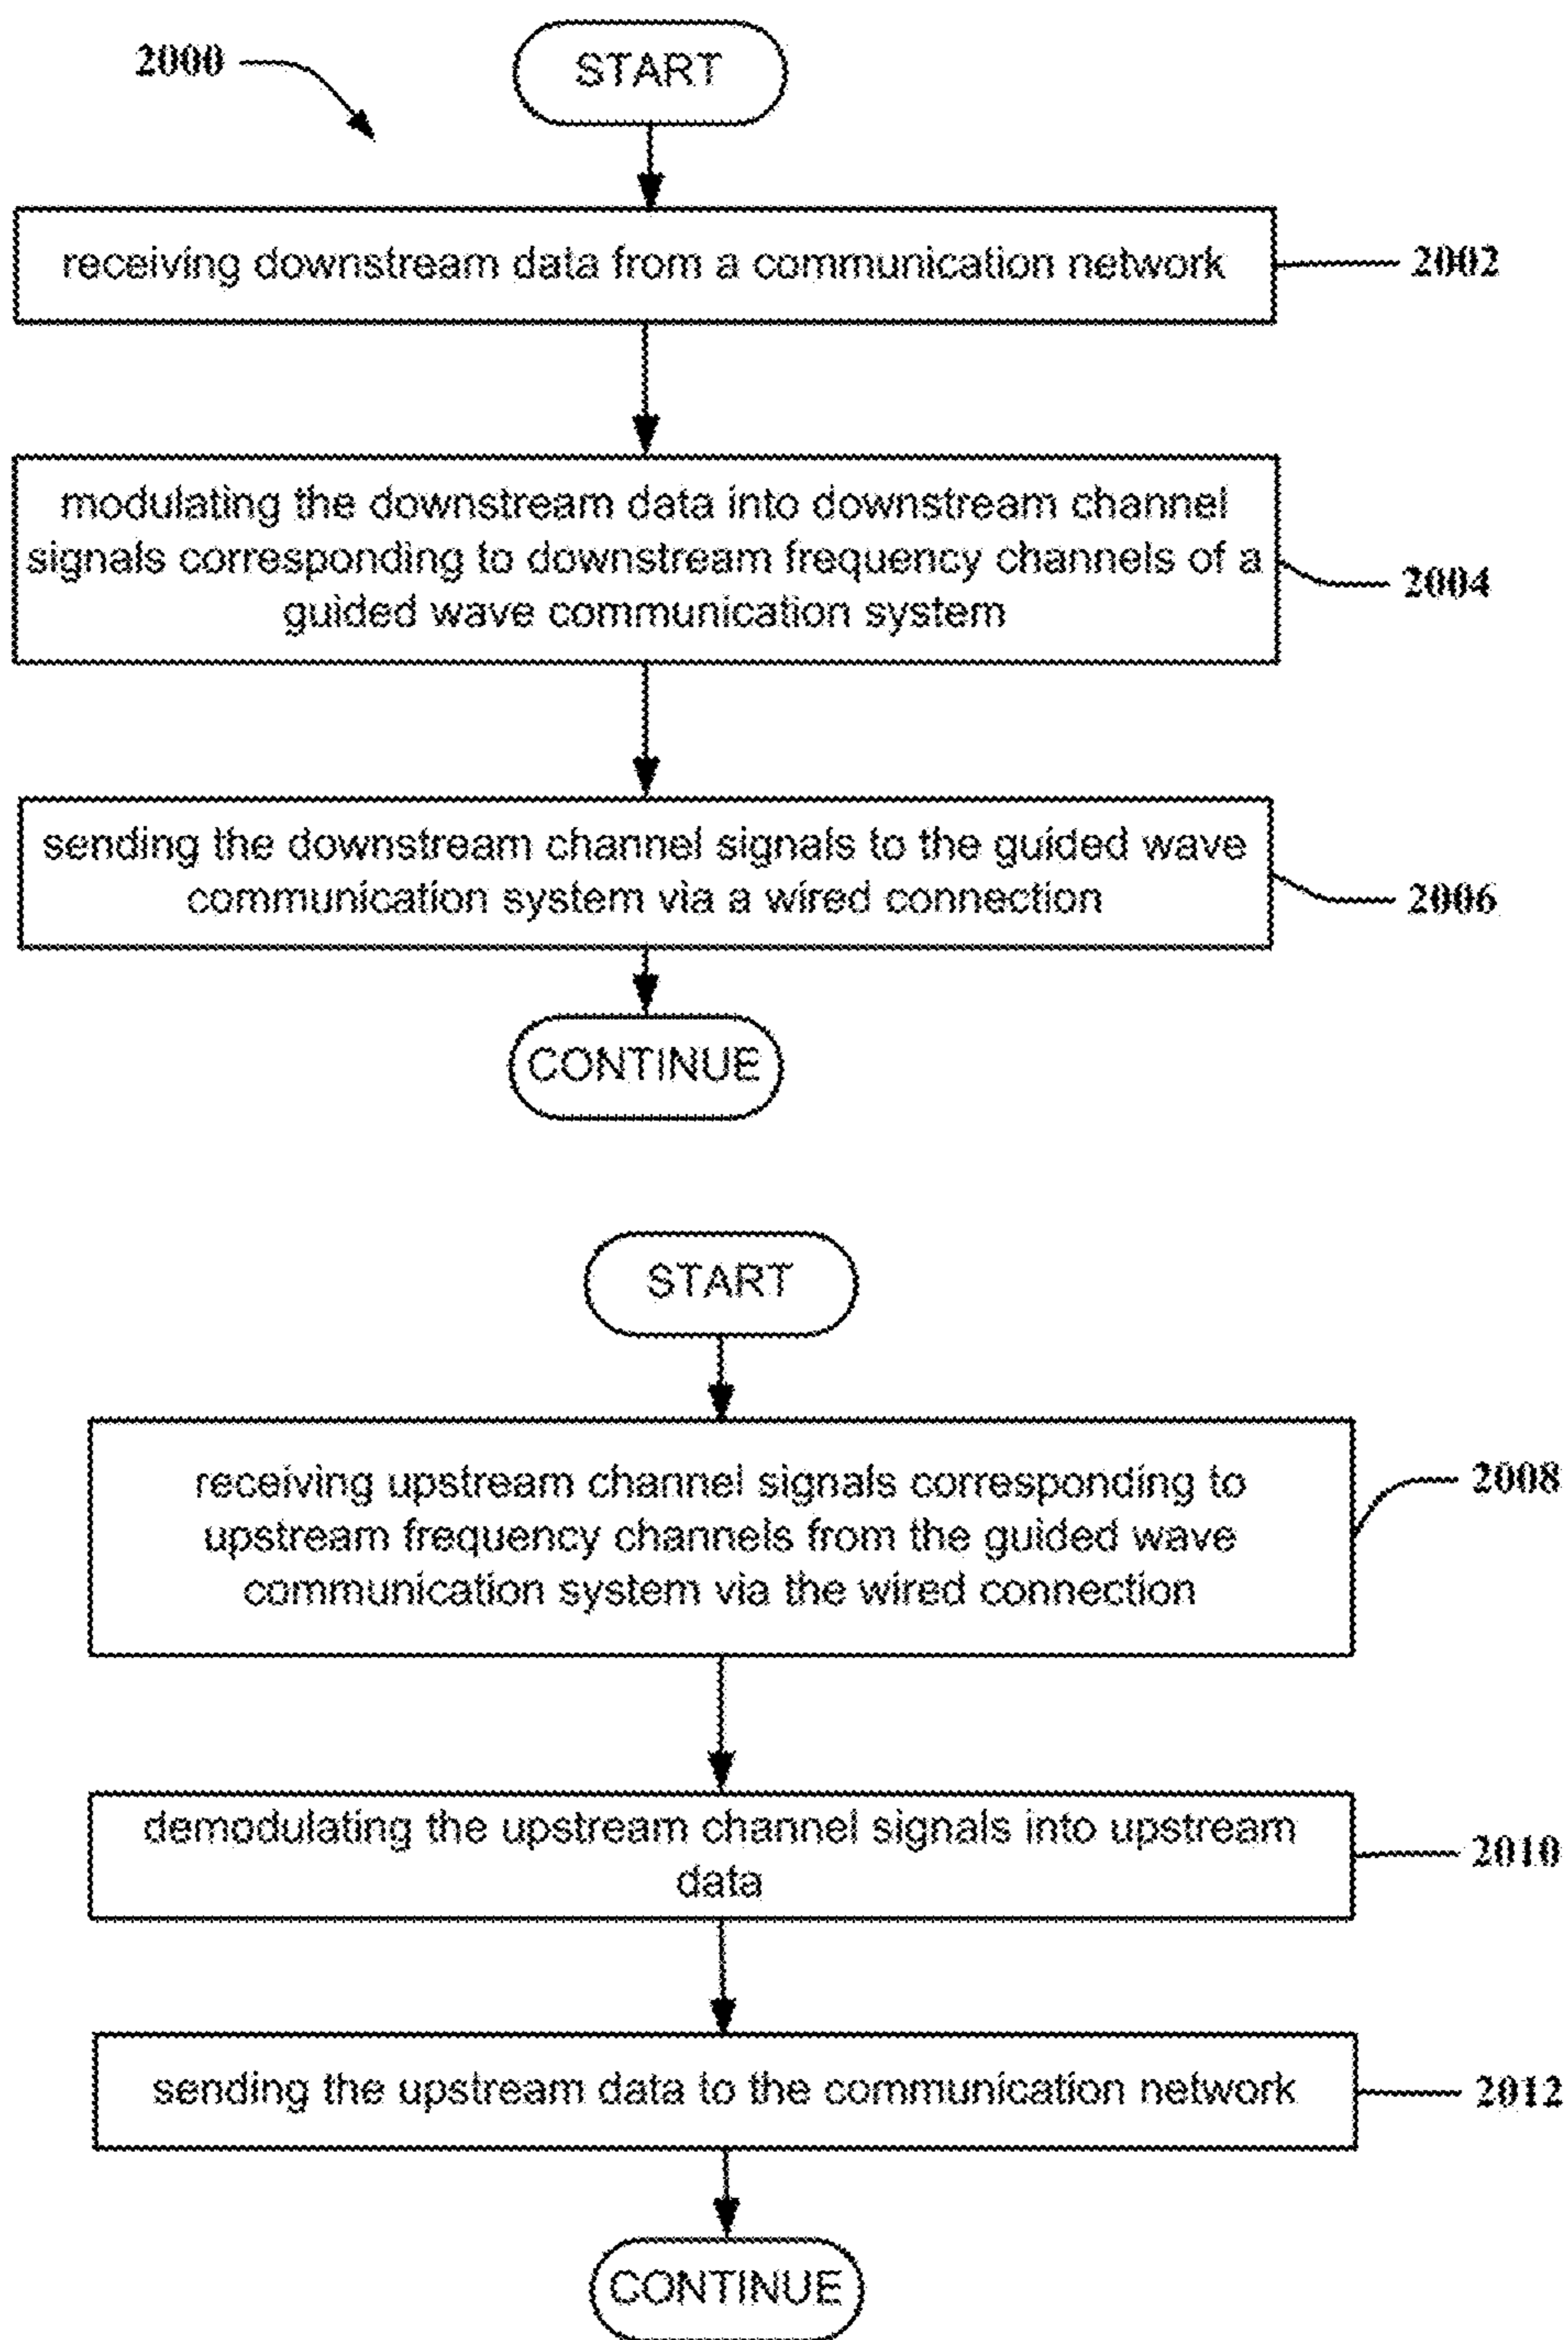 2000
START
receiving downstream data from a communication network
2002
modulating the downstream data into downstream channel
signals corresponding to downstream frequency channels of a
guided wave communication system
2004
sending the downstream channel signals to the guided wave
communication system via a wired connection
2006
CONTINUE
START
receiving upstream channel signals corresponding to
upstream frequency channels from the guided wave
communication system via the wired connection
2008
demodulating the upstream channel signals into upstream
data
2010
sending the upstream data to the communication network
2012
CONTINUE